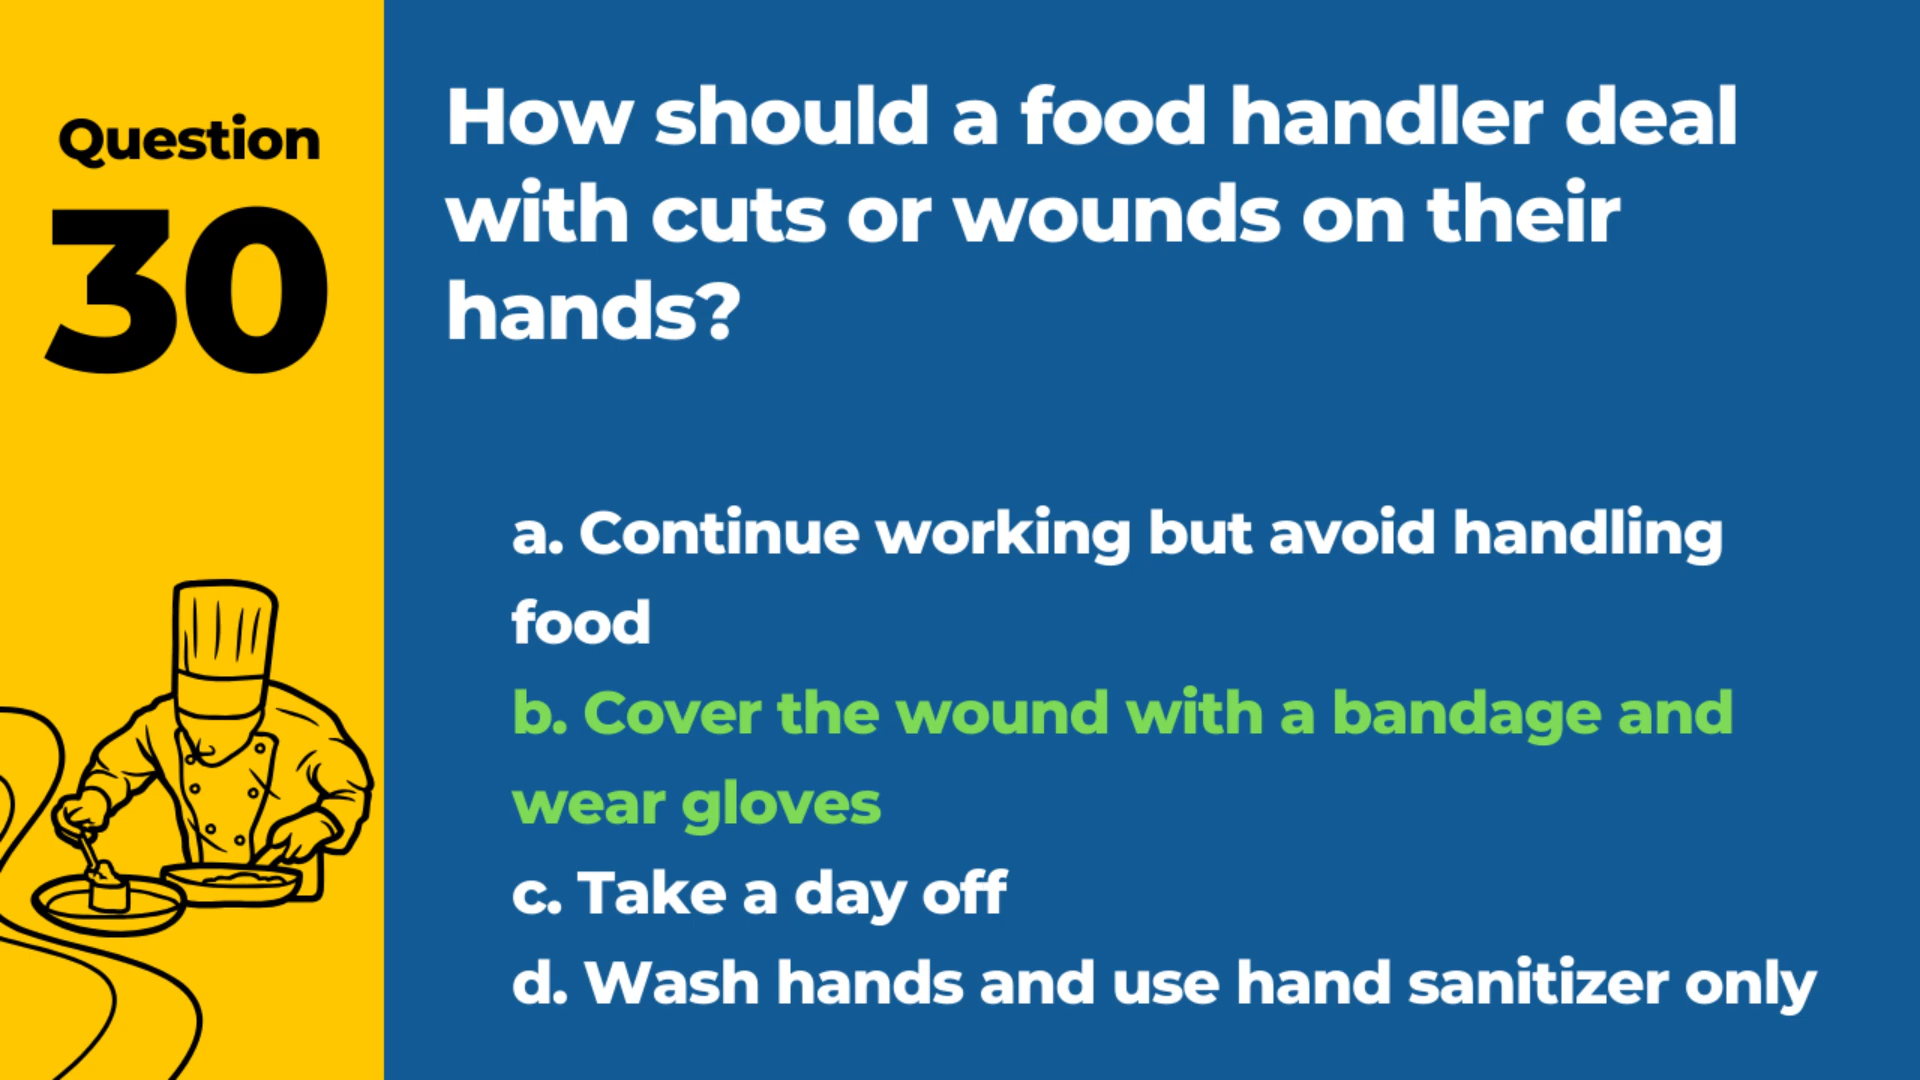 Question
30
How should a food handler deal
with cuts or wounds on their
hands?
a. Continue working but avoid handling
food
b. Cover the wound with a bandage and
wear gloves
c. Take a day off
d. Wash hands and use hand sanitizer only